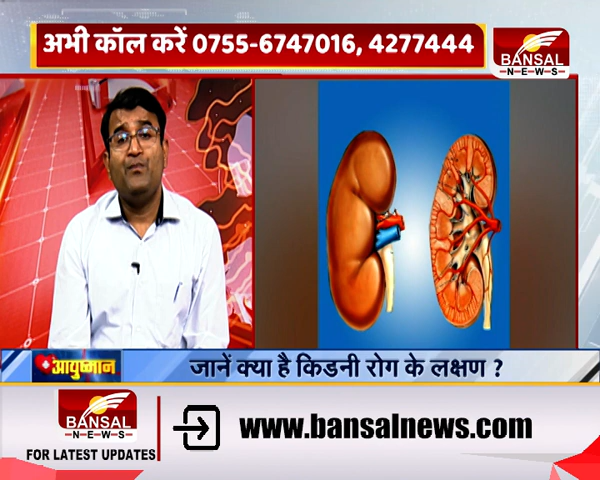 अभी कॉल करें 0755-6747016, 4277444
BANSAL
NEWS
आयुष्मान
जानें क्या है किडनी रोग के लक्षण ?
BANSAL
NEWS
FOR LATEST UPDATES
www.bansalnews.com